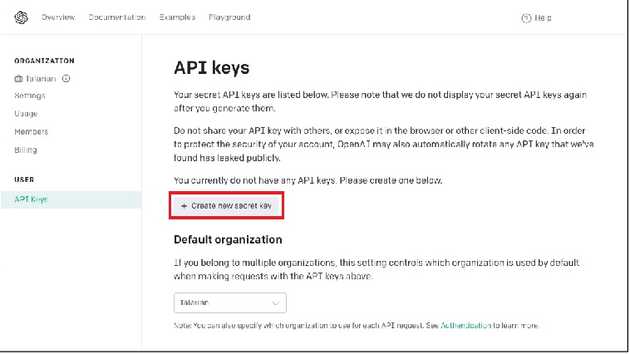 Overview Documentation Examples Playground Help
ORGANIZATION
Talarian
Settings
Usage
Members
Billing
USER
API Keys
API keys
Your secret API keys are listed below. Please note that we do not display your secret API keys again
after you generate them.
Do not share your API key with others, or expose it in the browser or other client-side code. In order
to protect the security of your account, OpenAI may also automatically rotate any API key that we've
found has leaked publicly.
You currently do not have any API keys. Please create one below.
+ Create new secret key
Default organization
If you belong to multiple organizations, this setting controls which organization is used by default
when making requests with the API keys above.
Talarian
Note: You can also specify which organization to use for each API request. See Authentication to learn more.